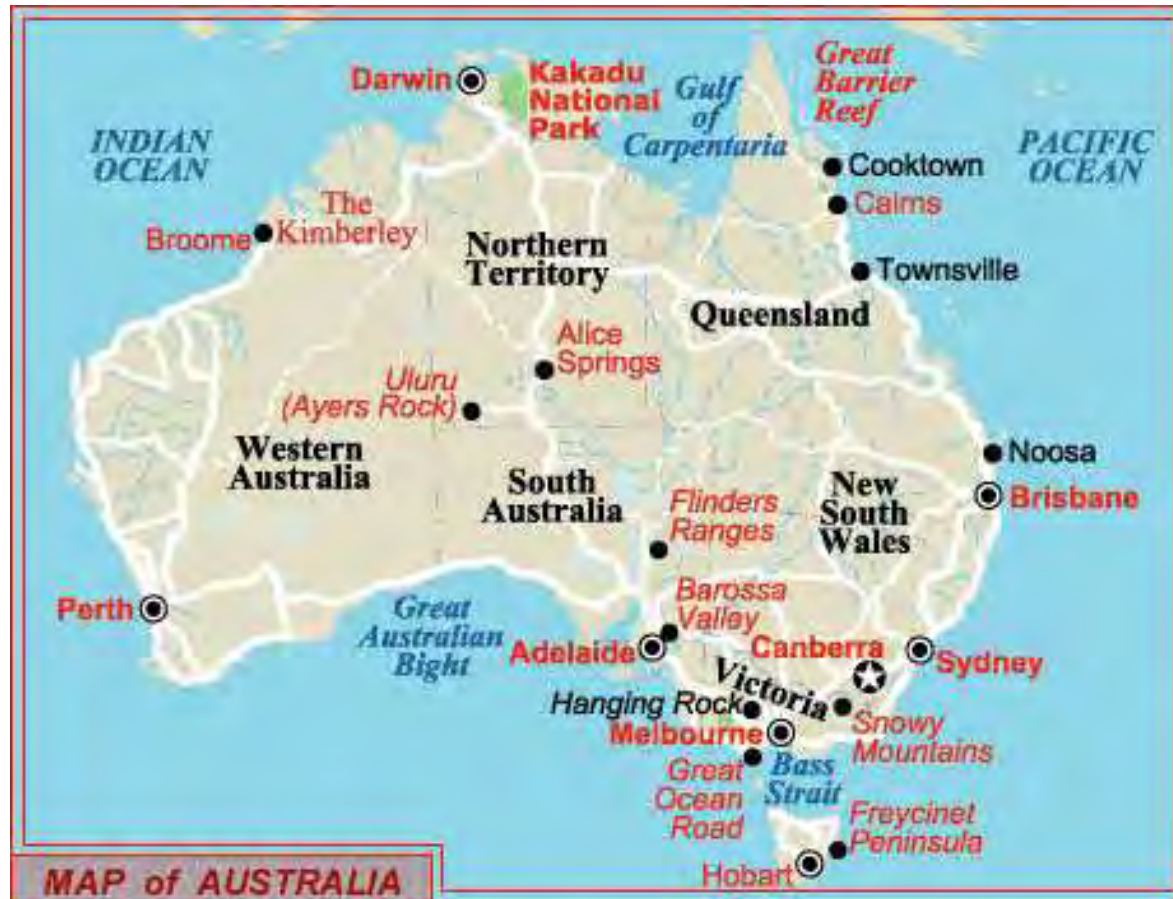 Darwin
Kakadu
National
Park
Gulf
of
Carpentaria
Great
Barrier
Reef
INDIAN
OCEAN
PACIFIC
OCEAN
Cooktown
Cairns
The
Kimberley
Broome
Northern
Territory
Townsville
Queensland
Alice
Springs
Uluru
(Ayers Rock)
Western
Australia
South
Australia
Noosa
Brisbane
New
South
Wales
Flinders
Ranges
Perth
Great
Australian
Bight
Barossa
Valley
Adelaide
Canberra
Sydney
Victoria
Hanging Rock
Melbourne
Snowy
Mountains
Great
Ocean
Road
Bass
Strait
Freycinet
Peninsula
Hobart
MAP of AUSTRALIA